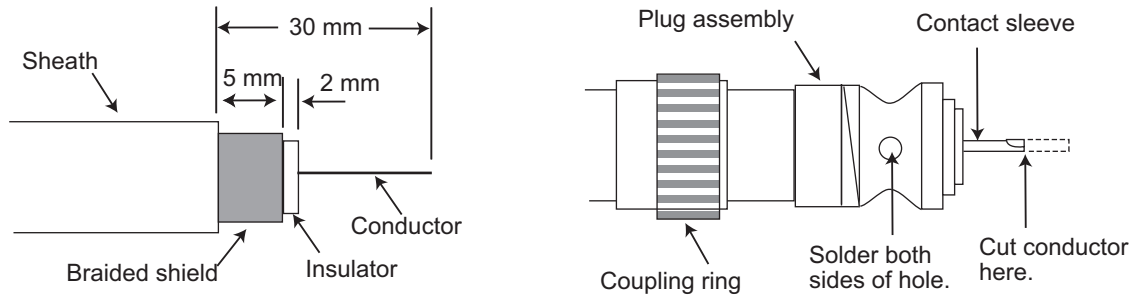 30 mm
Sheath
5 mm
2 mm
Conductor
Braided shield
Insulator
Plug assembly
Contact sleeve
Coupling ring
Solder both
sides of hole.
Cut conductor
here.